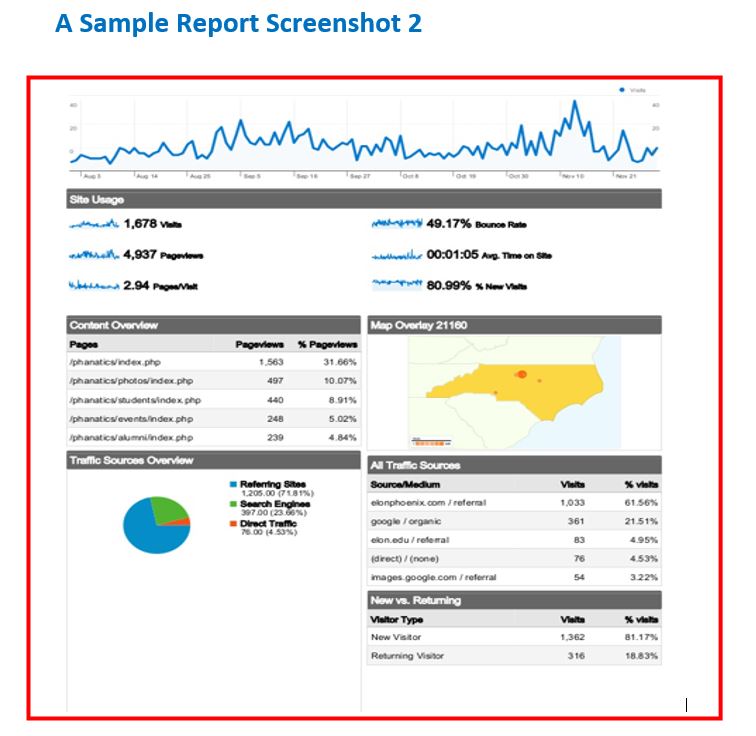 A Sample Report Screenshot 2
Visits
40 40
20 20
0
Aug 3 Aug 14 Aug 25 Sep 5 Sep 16 Sep 27 Oct 8 Oct 19 Oct 30 Nov 10 Nov 21
Site Usage
1,678 Visits 49.17% Bounce Rate
4,937 Pageviews 00:01:05 Avg. Time on Site
2.94 Pages/Visit 80.99% % New Visits
Content Overview
Pages Pageviews % Pageviews
/phanatics/index.php 1,563 31.66%
/phanatics/photos/index.php 497 10.07%
/phanatics/students/index.php 440 8.91%
/phanatics/events/index.php 248 5.02%
/phanatics/alumni/index.php 239 4.84%
Map Overlay 21160
Traffic Sources Overview
Referring Sites
1,205.00 (71.81%)
Search Engines
397.00 (23.66%)
Direct Traffic
76.00 (4.53%)
All Traffic Sources
Source/Medium Visits % visits
elonphoenix.com / referral 1,033 61.56%
google / organic 361 21.51%
elon.edu / referral 83 4.95%
(direct) / (none) 76 4.53%
images.google.com / referral 54 3.22%
New vs. Returning
Visitor Type Visits % visits
New Visitor 1,362 81.17%
Returning Visitor 316 18.83%